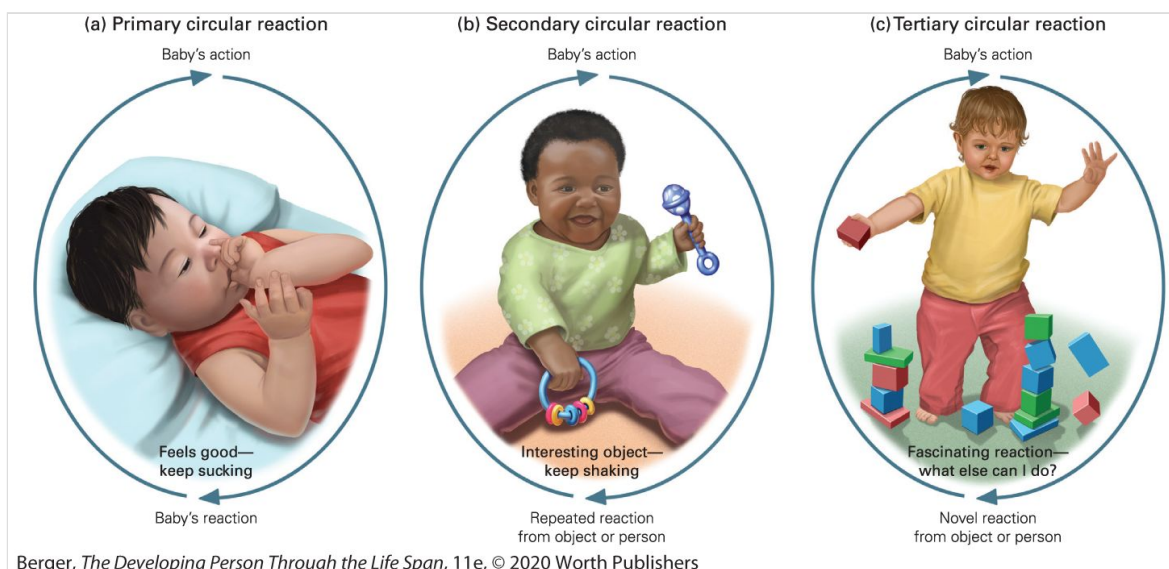 (a) Primary circular reaction
Baby's action
Feels good—
keep sucking
Baby's reaction
(b) Secondary circular reaction
Baby's action
Interesting object—
keep shaking
Repeated reaction
from object or person
(c) Tertiary circular reaction
Baby's action
Fascinating reaction—
what else can I do?
Novel reaction
from object or person
Berger, The Developing Person Through the Life Span, 11e, © 2020 Worth Publishers